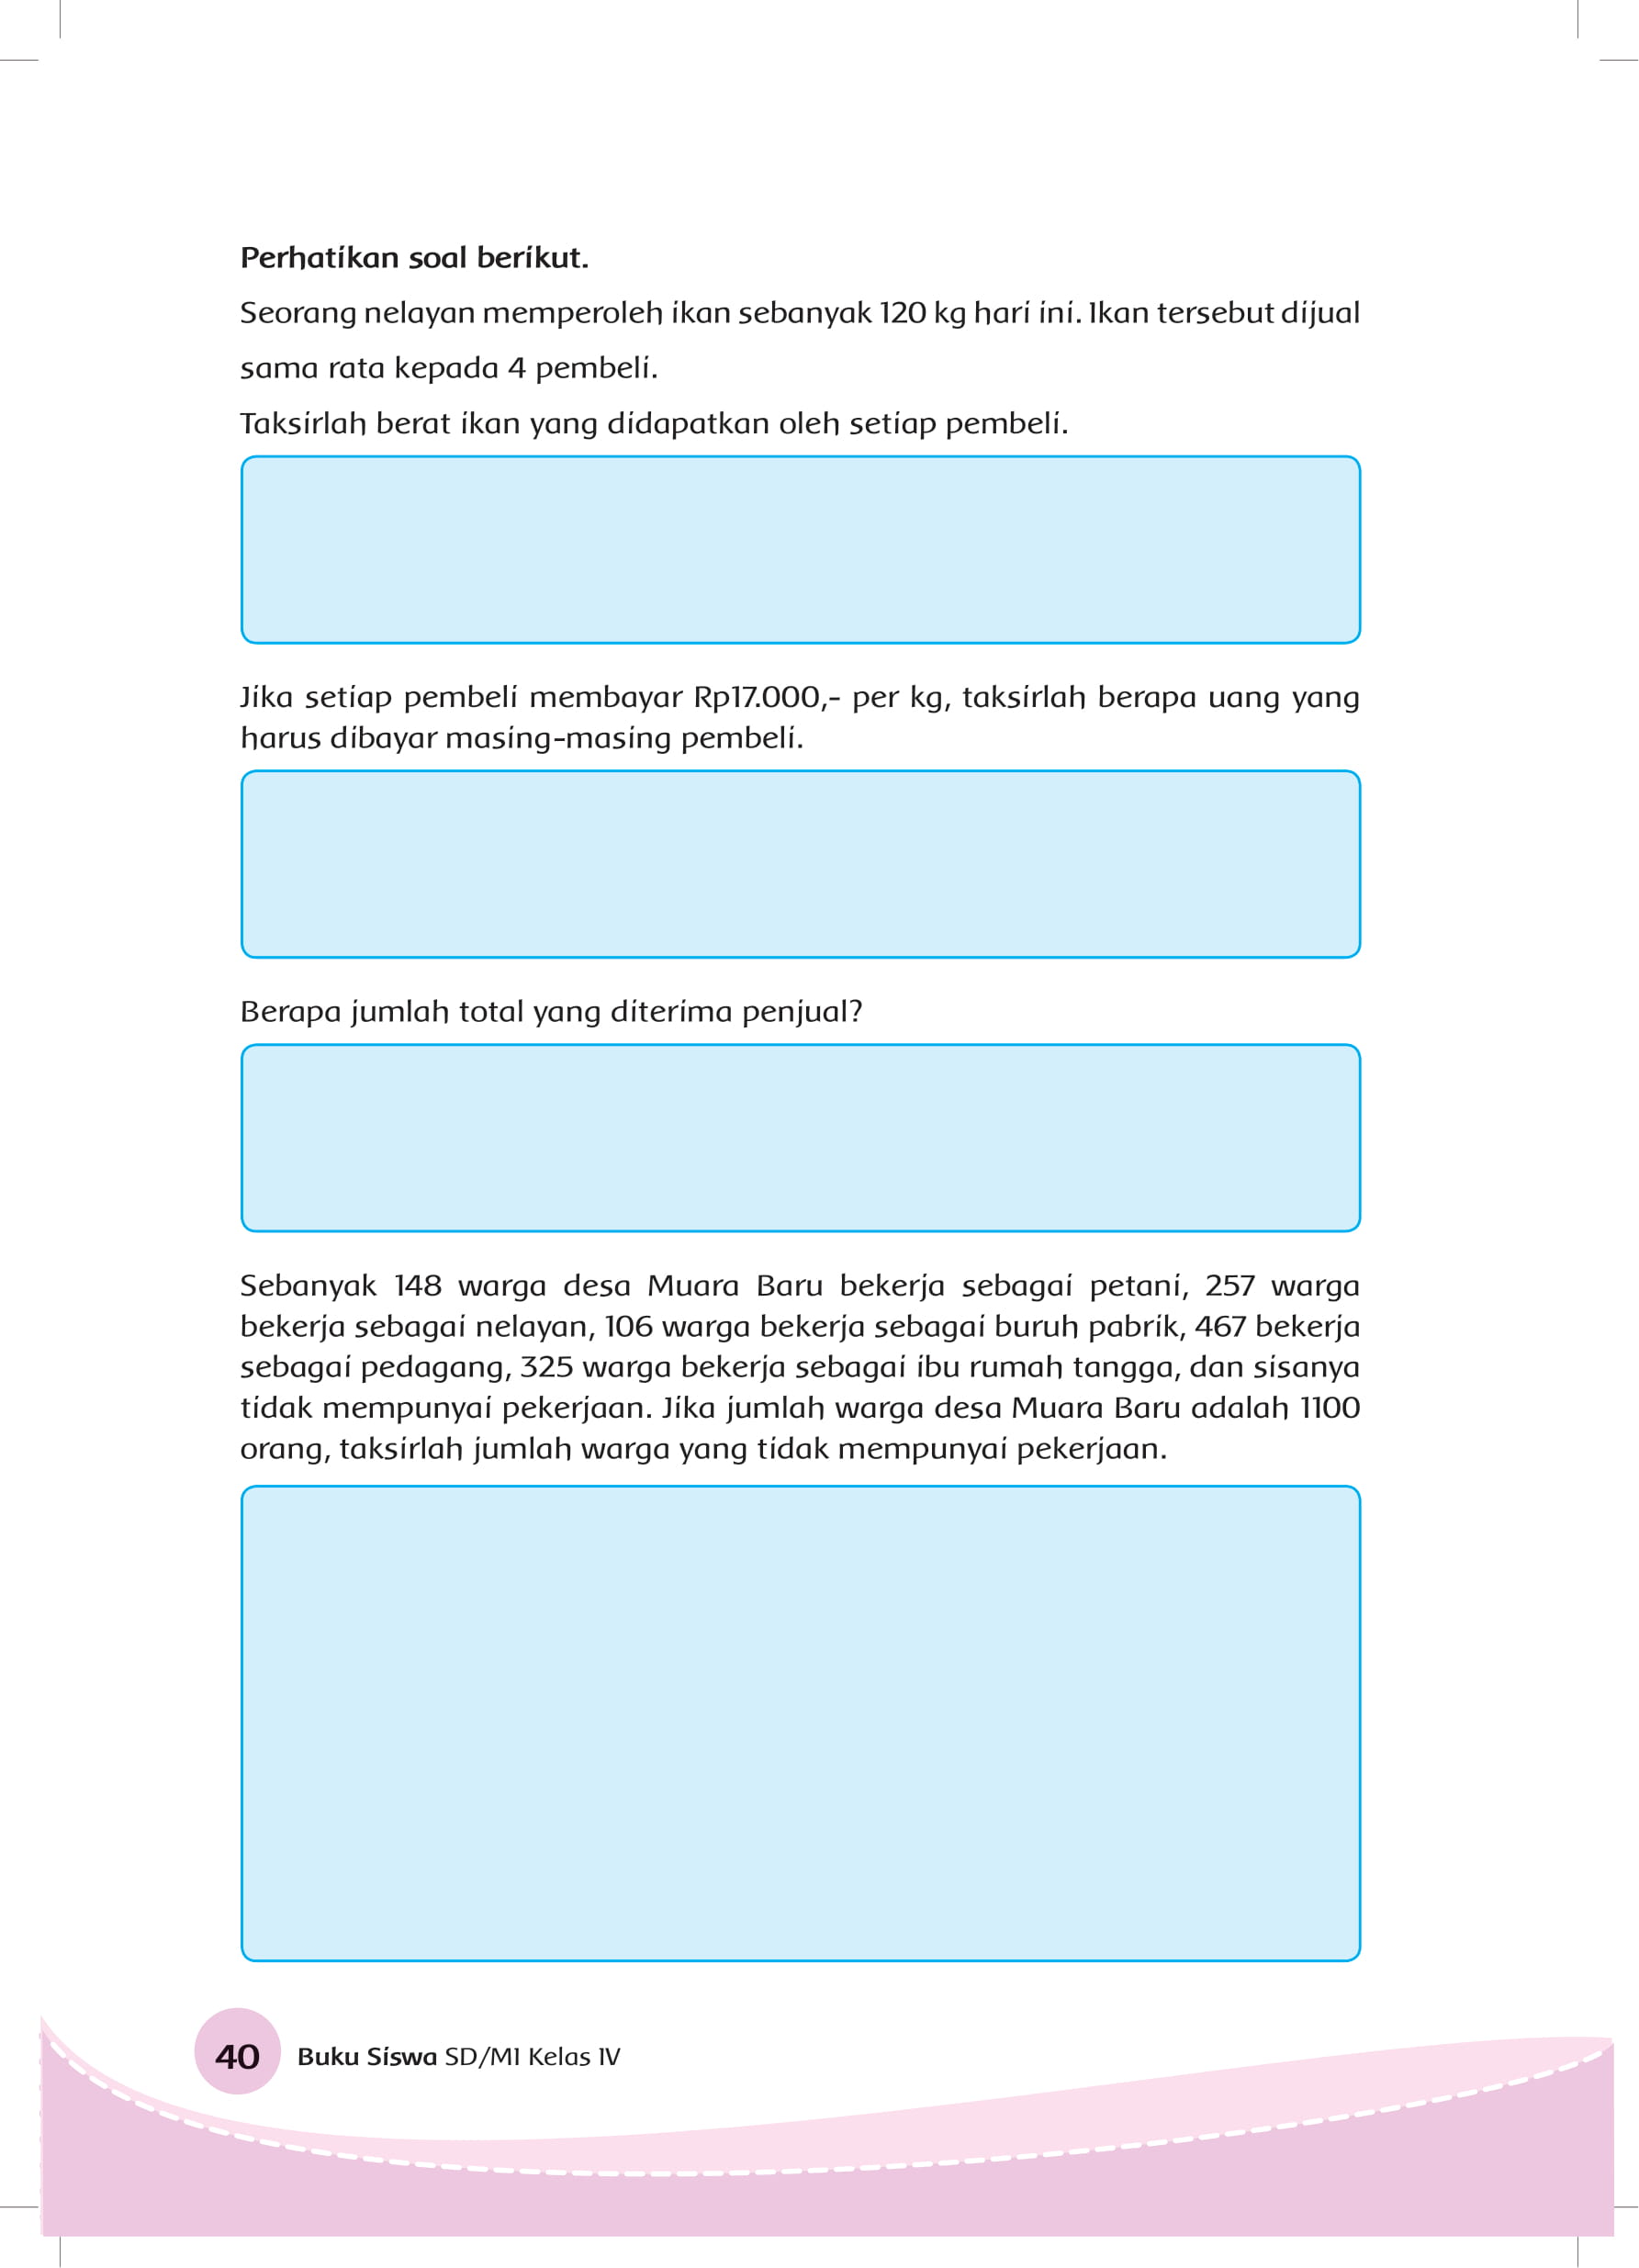 Perhatikan soal berikut.
Seorang nelayan memperoleh ikan sebanyak 120 kg hari ini. Ikan tersebut dijual
sama rata kepada 4 pembeli.
Taksirlah berat ikan yang didapatkan oleh setiap pembeli.
Jika setiap pembeli membayar Rp17.000,- per kg, taksirlah berapa uang yang
harus dibayar masing-masing pembeli.
Berapa jumlah total yang diterima penjual?
Sebanyak 148 warga desa Muara Baru bekerja sebagai petani, 257 warga
bekerja sebagai nelayan, 106 warga bekerja sebagai buruh pabrik, 467 bekerja
sebagai pedagang, 325 warga bekerja sebagai ibu rumah tangga, dan sisanya
tidak mempunyai pekerjaan. Jika jumlah warga desa Muara Baru adalah 1100
orang, taksirlah jumlah warga yang tidak mempunyai pekerjaan.
40 Buku Siswa SD/MI Kelas IV